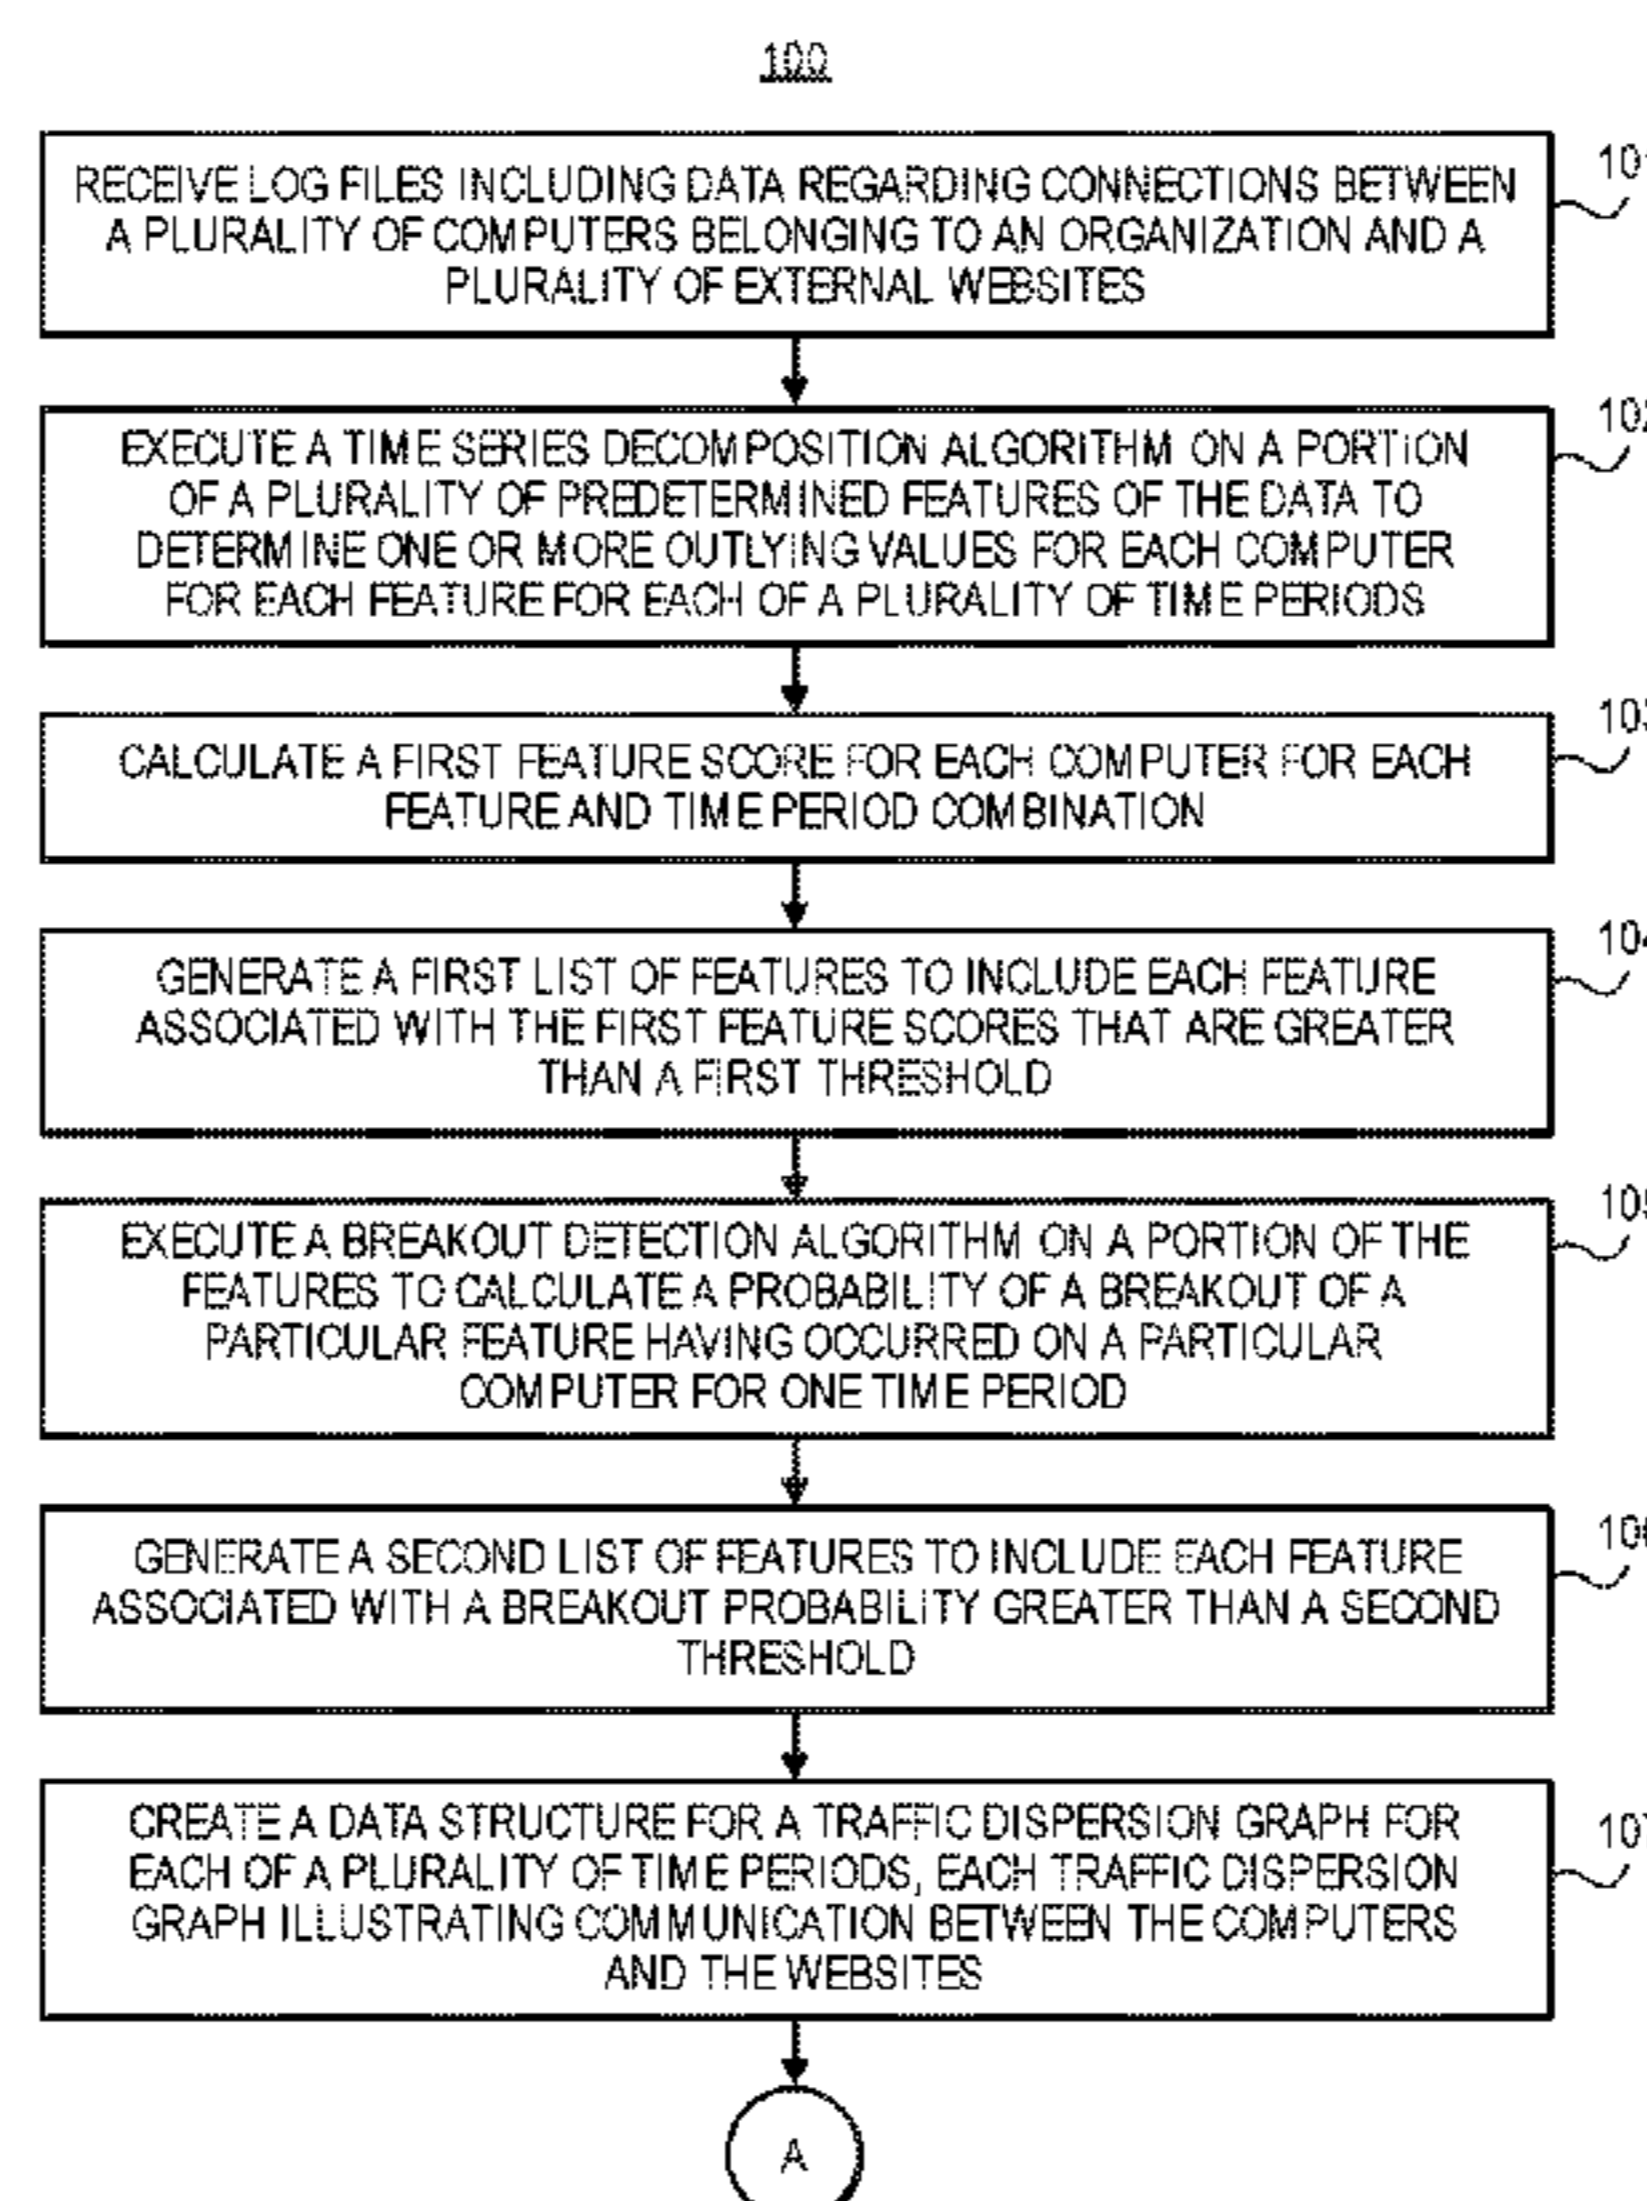 100
RECEIVE LOG FILES INCLUDING DATA REGARDING CONNECTIONS BETWEEN
A PLURALITY OF COMPUTERS BELONGING TO AN ORGANIZATION AND A
PLURALITY OF EXTERNAL WEBSITES
101
EXECUTE A TIME SERIES DECOMPOSITION ALGORITHM ON A PORTION
OF A PLURALITY OF PREDETERMINED FEATURES OF THE DATA TO
DETERMINE ONE OR MORE OUTLYING VALUES FOR EACH COMPUTER
FOR EACH FEATURE FOR EACH OF A PLURALITY OF TIME PERIODS
102
CALCULATE A FIRST FEATURE SCORE FOR EACH COMPUTER FOR EACH
FEATURE AND TIME PERIOD COMBINATION
103
GENERATE A FIRST LIST OF FEATURES TO INCLUDE EACH FEATURE
ASSOCIATED WITH THE FIRST FEATURE SCORES THAT ARE GREATER
THAN A FIRST THRESHOLD
104
EXECUTE A BREAKOUT DETECTION ALGORITHM ON A PORTION OF THE
FEATURES TO CALCULATE A PROBABILITY OF A BREAKOUT OF A
PARTICULAR FEATURE HAVING OCCURRED ON A PARTICULAR
COMPUTER FOR ONE TIME PERIOD
105
GENERATE A SECOND LIST OF FEATURES TO INCLUDE EACH FEATURE
ASSOCIATED WITH A BREAKOUT PROBABILITY GREATER THAN A SECOND
THRESHOLD
106
CREATE A DATA STRUCTURE FOR A TRAFFIC DISPERSION GRAPH FOR
EACH OF A PLURALITY OF TIME PERIODS, EACH TRAFFIC DISPERSION
GRAPH ILLUSTRATING COMMUNICATION BETWEEN THE COMPUTERS
AND THE WEBSITES
107
A